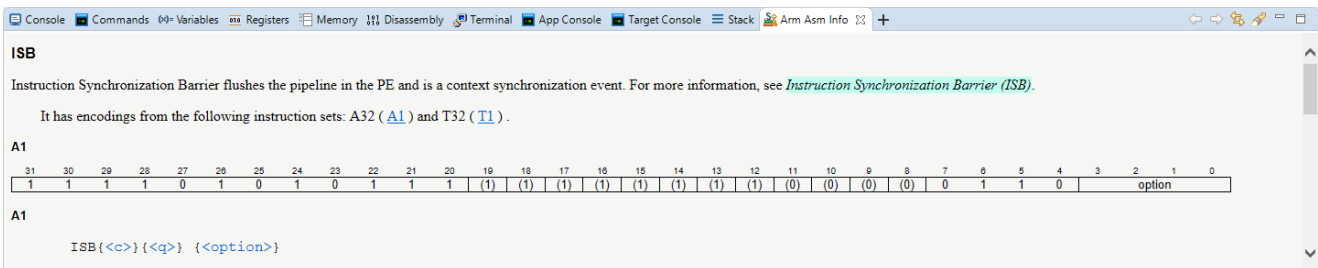 Console Commands (x)= Variables 010 Registers Memory Disassembly Terminal App Console Target Console Stack Arm Asm Info
ISB
Instruction Synchronization Barrier flushes the pipeline in the PE and is a context synchronization event. For more information, see Instruction Synchronization Barrier (ISB).
It has encodings from the following instruction sets: A32 ( A1 ) and T32 ( T1 ) .
A1
31 30 29 28 27 26 25 24 23 22 21 20 19 18 17 16 15 14 13 12 11 10 9 8 7 6 5 4 3 2 1 0
1 1 1 1 0 1 0 1 0 1 1 1 (1) (1) (1) (1) (1) (1) (1) (1) (0) (0) (0) (0) 0 1 1 0 option
A1
ISB{<c>}{<q>} {<option>}